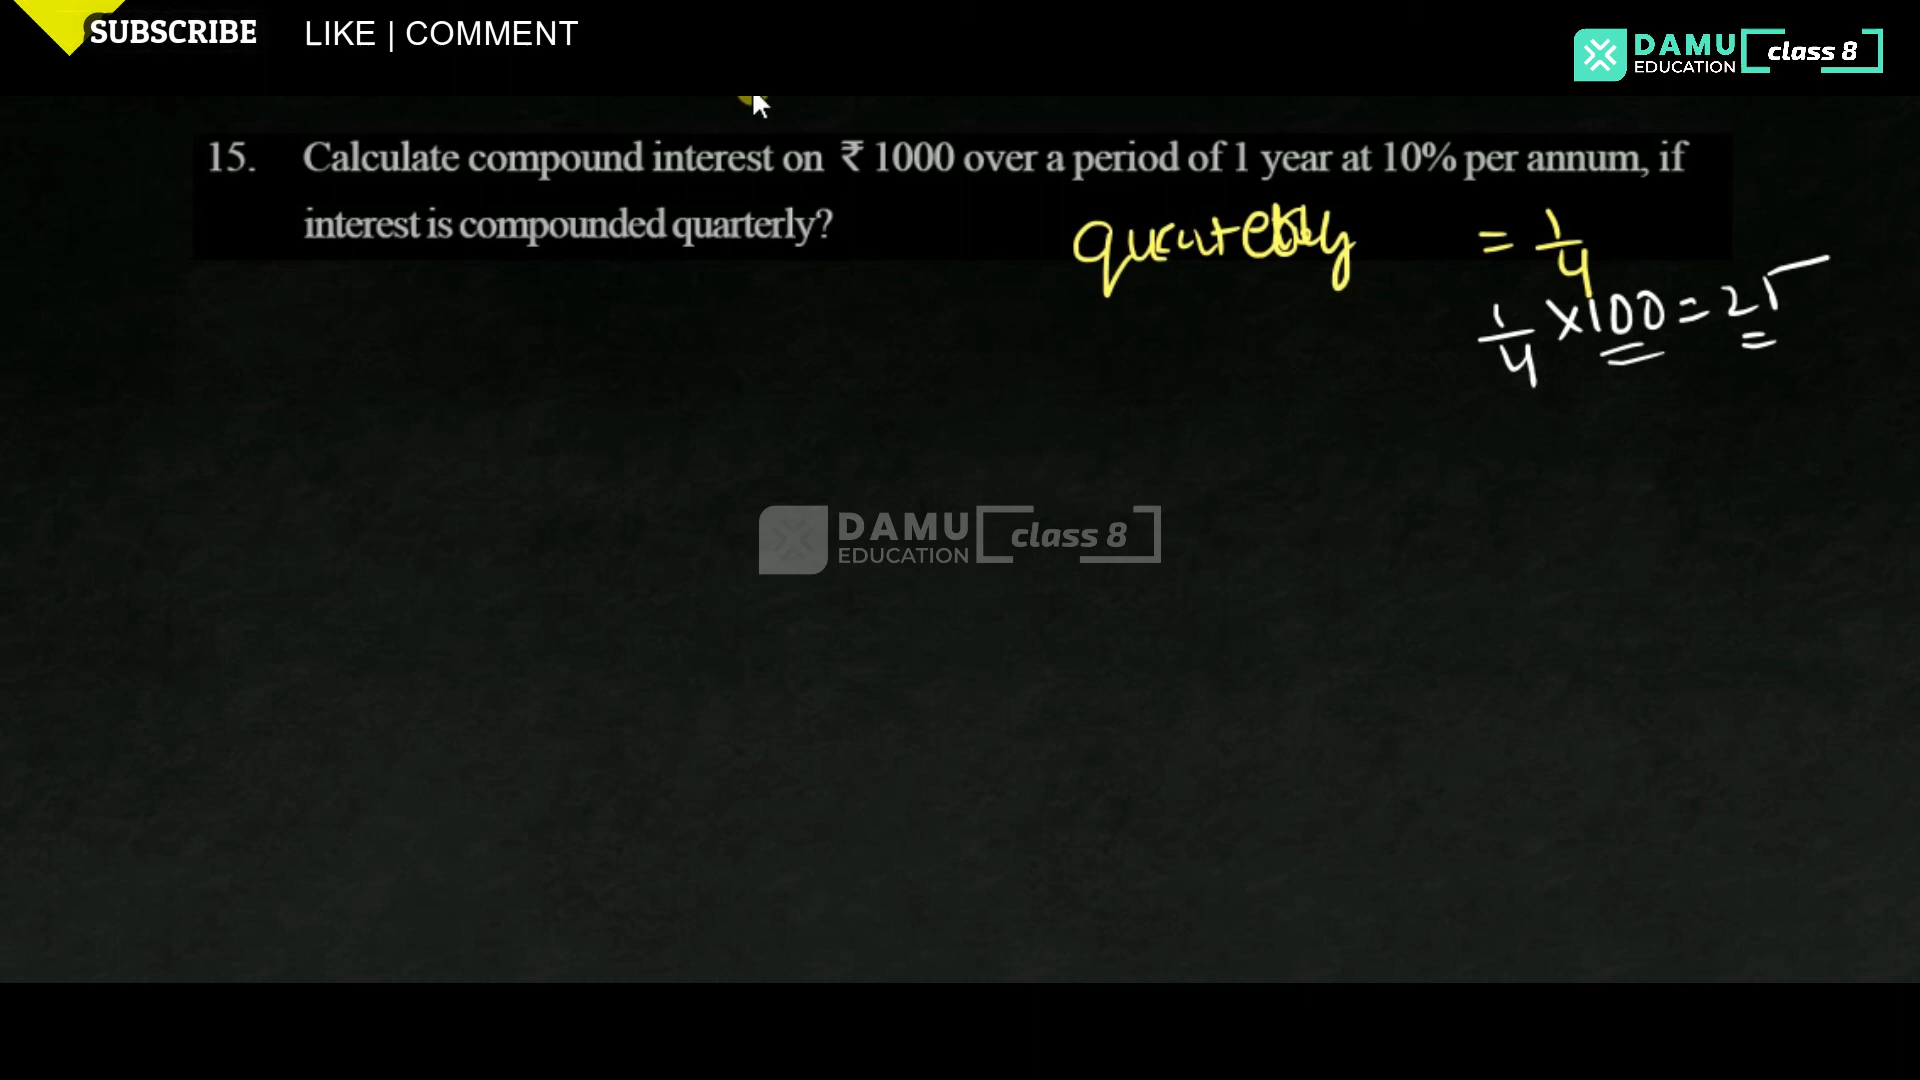 SUBSCRIBE LIKE | COMMENT
DAMU EDUCATION class 8
15. Calculate compound interest on ₹ 1000 over a period of 1 year at 10% per annum, if
interest is compounded quarterly?
= 1/4
1/4 × 100 = 25
DAMU EDUCATION class 8